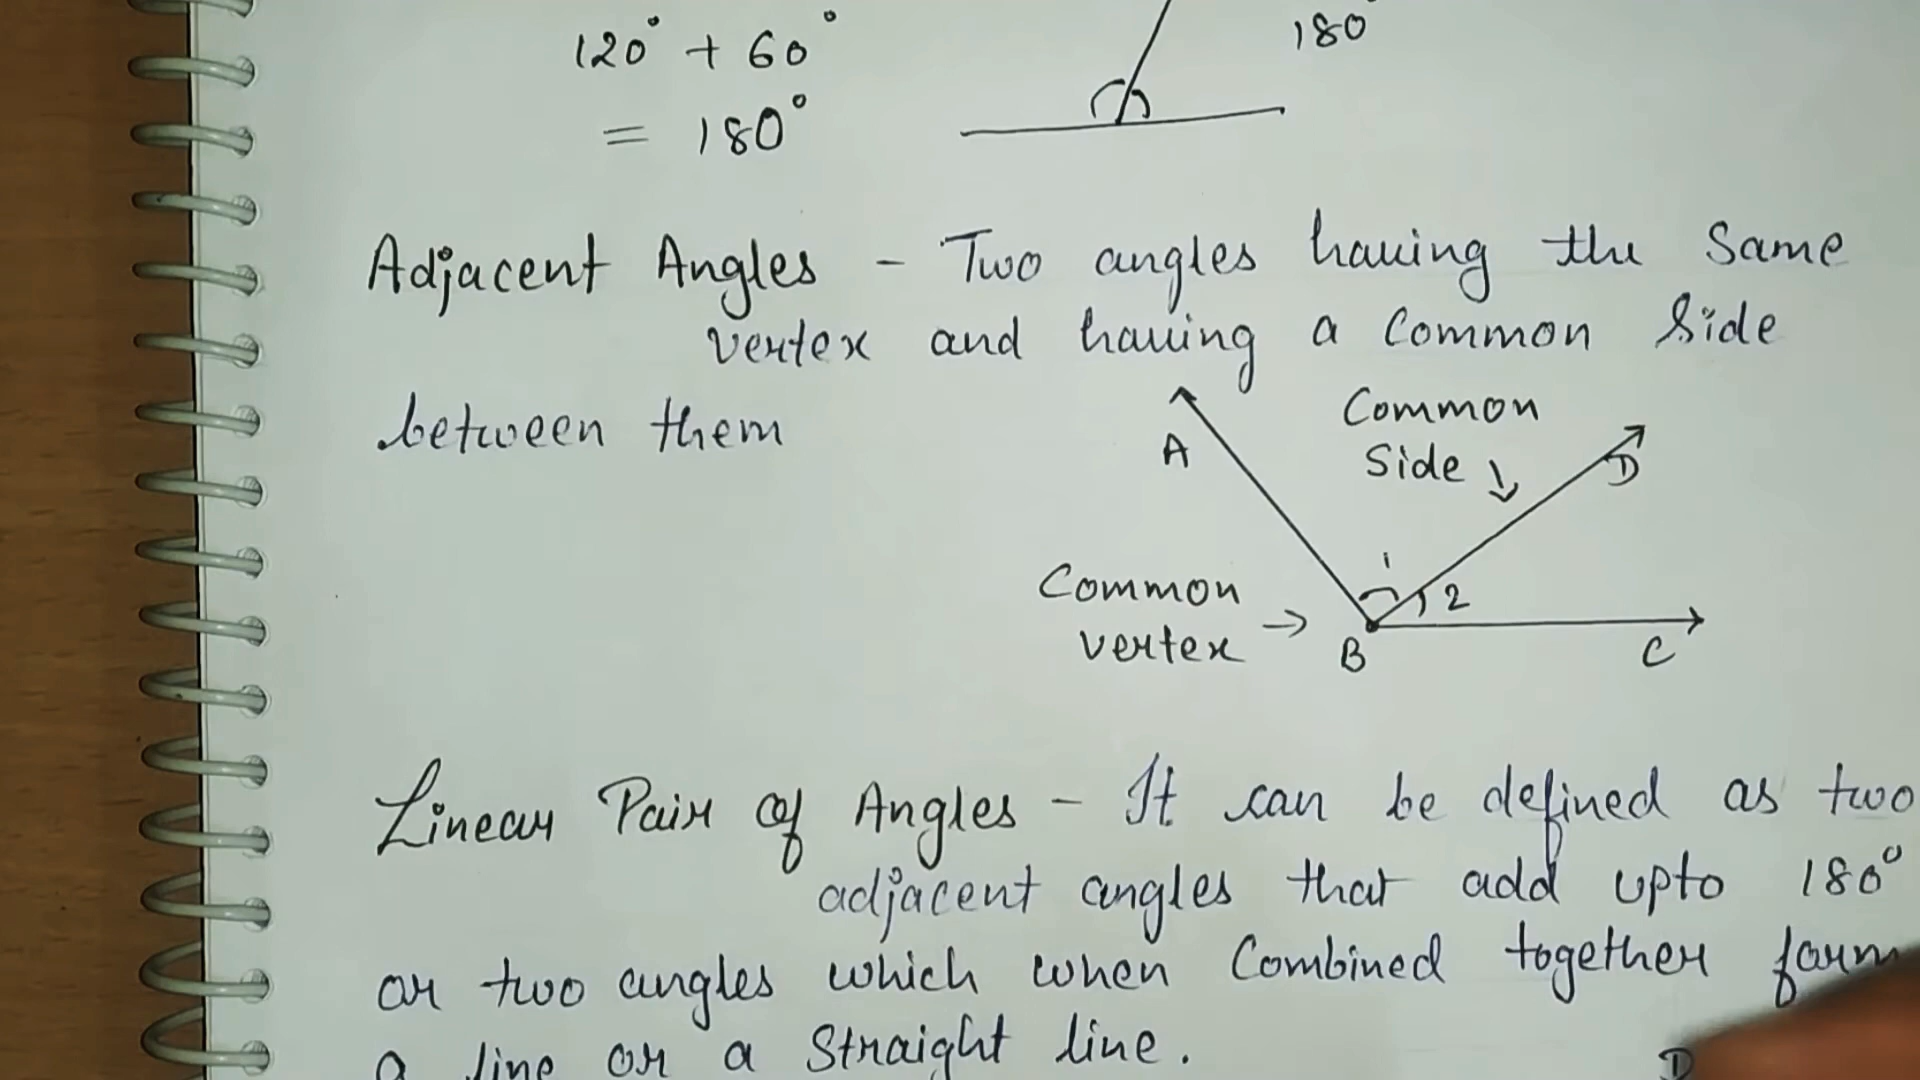 120° + 60°
= 180°
180°
Adjacent Angles - Two angles having the Same
vertex and having a Common Side
between them
Common
Side ↓
A
D
1
2
Common
vertex →
B
C
Linear Pair of Angles - It can be defined as two
adjacent angles that add upto 180°
or two angles which when Combined together form
a line or a Straight line.
D